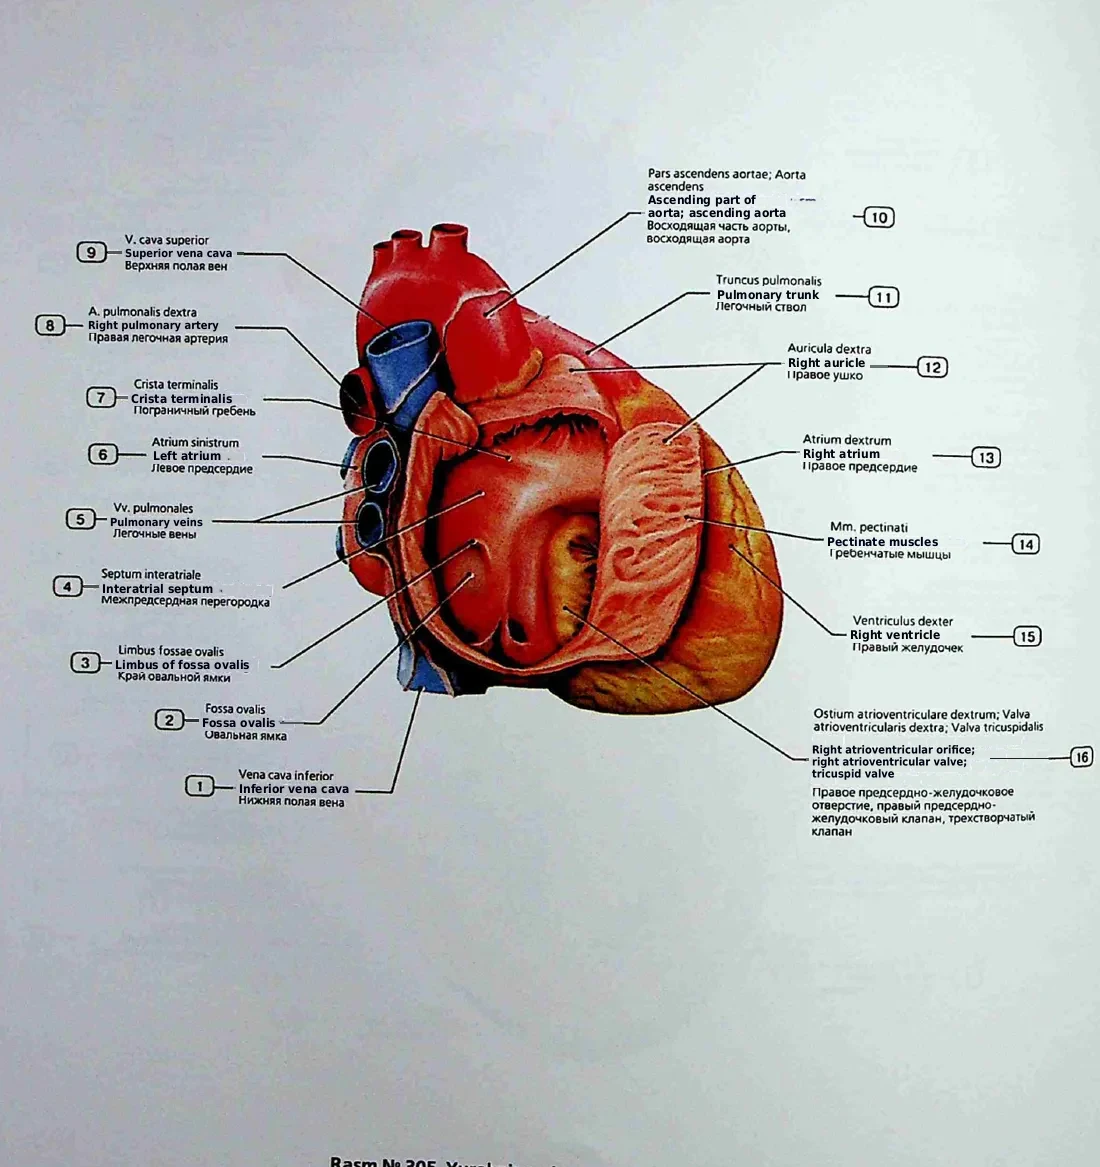 9
V. cava superior
Superior vena cava
Верхняя полая вен
8
A. pulmonalis dextra
Right pulmonary artery
Правая легочная артерия
7
Crista terminalis
Crista terminalis
Пограничный гребень
6
Atrium sinistrum
Left atrium
Левое предсердие
5
Vv. pulmonales
Pulmonary veins
Легочные вены
4
Septum interatriale
Interatrial septum
Межпредсердная перегородка
3
Limbus fossae ovalis
Limbus of fossa ovalis
Край овальной ямки
2
Fossa ovalis
Fossa ovalis
Овальная ямка
1
Vena cava inferior
Inferior vena cava
Нижняя полая вена
Pars ascendens aortae; Aorta
ascendens
Ascending part of
aorta; ascending aorta
Восходящая часть аорты,
восходящая аорта
10
Truncus pulmonalis
Pulmonary trunk
Легочный ствол
11
Auricula dextra
Right auricle
Правое ушко
12
Atrium dextrum
Right atrium
Правое предсердие
13
Mm. pectinati
Pectinate muscles
Гребенчатые мышцы
14
Ventriculus dexter
Right ventricle
Правый желудочек
15
Ostium atrioventriculare dextrum; Valva
atrioventricularis dextra; Valva tricuspidalis
Right atrioventricular orifice;
right atrioventricular valve;
tricuspid valve
Правое предсердно-желудочковое
отверстие, правый предсердно-
желудочковый клапан, трехстворчатый
клапан
16
Rasm № 305.